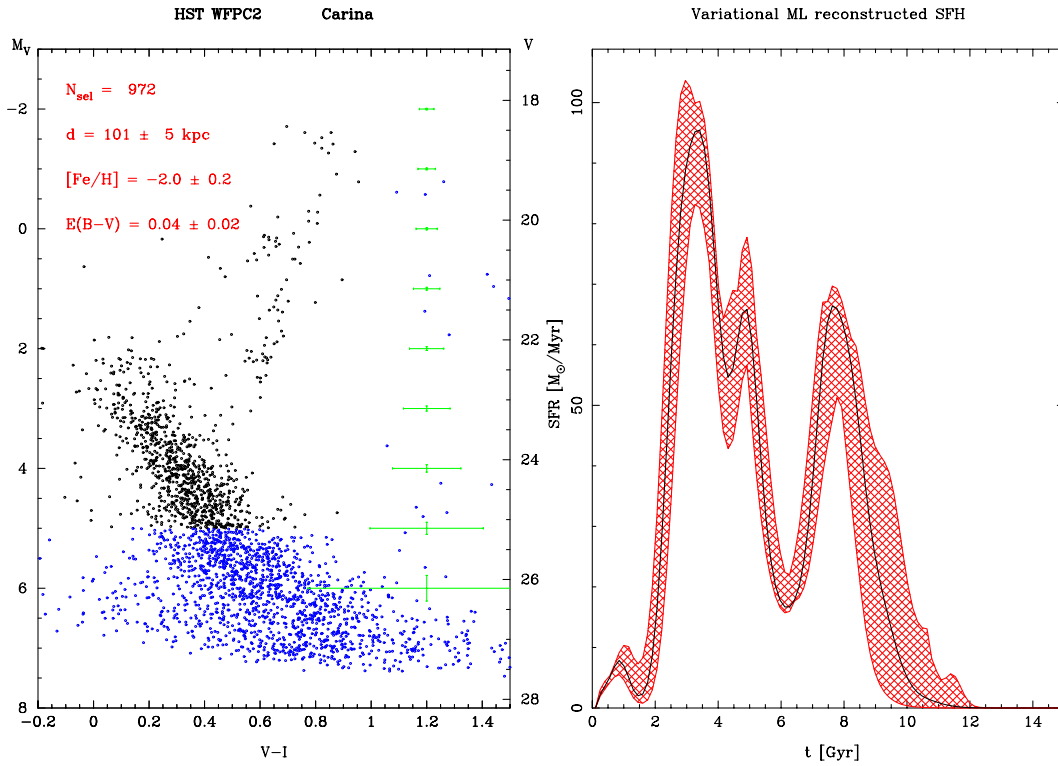 HST WFPC2 Carina
Variational ML reconstructed SFH
M_V
V
N_sel = 972
d = 101 ± 5 kpc
[Fe/H] = −2.0 ± 0.2
E(B−V) = 0.04 ± 0.02
−2
0
2
4
6
8
18
20
22
24
26
28
−0.2 0 0.2 0.4 0.6 0.8 1 1.2 1.4
V−I
SFR [M_⊙/Myr]
100
50
0
0 2 4 6 8 10 12 14
t [Gyr]